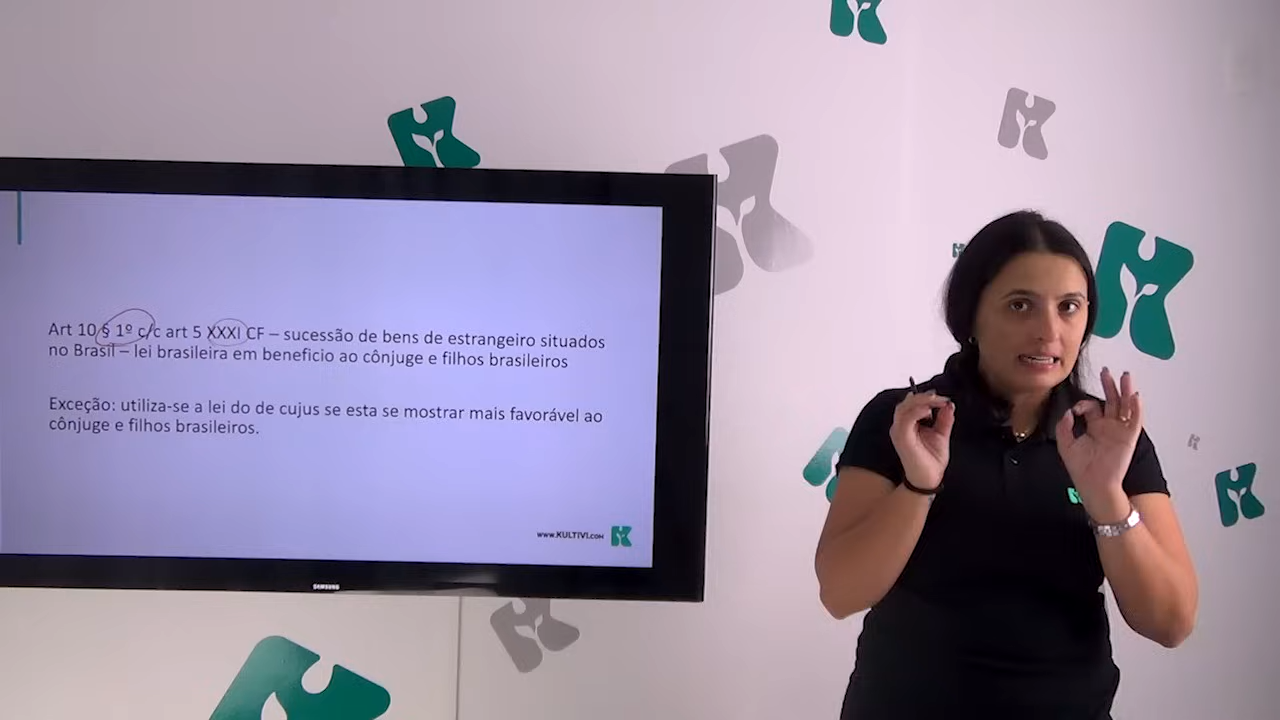 Art 10 § 1º c/c art 5 XXXI CF – sucessão de bens de estrangeiro situados
no Brasil – lei brasileira em beneficio ao cônjuge e filhos brasileiros
Exceção: utiliza-se a lei do de cujus se esta se mostrar mais favorável ao
cônjuge e filhos brasileiros.
www.KULTIVI.com
SAMSUNG